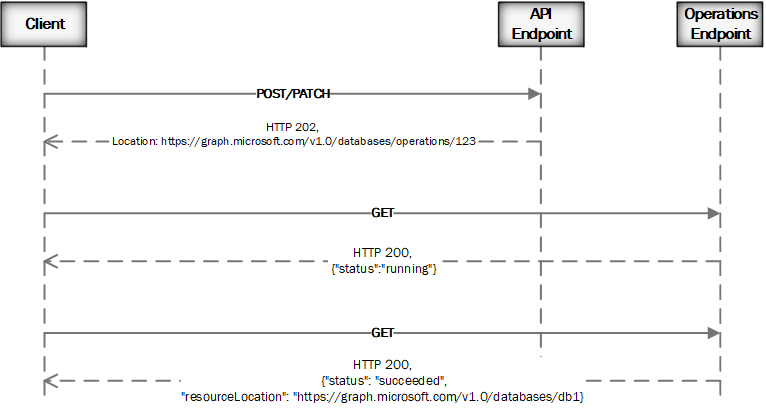 Client
API
Endpoint
Operations
Endpoint
POST/PATCH
HTTP 202,
Location: https://graph.microsoft.com/v1.0/databases/operations/123
GET
HTTP 200,
{"status":"running"}
GET
HTTP 200,
{"status": "succeeded",
"resourceLocation": "https://graph.microsoft.com/v1.0/databases/db1}